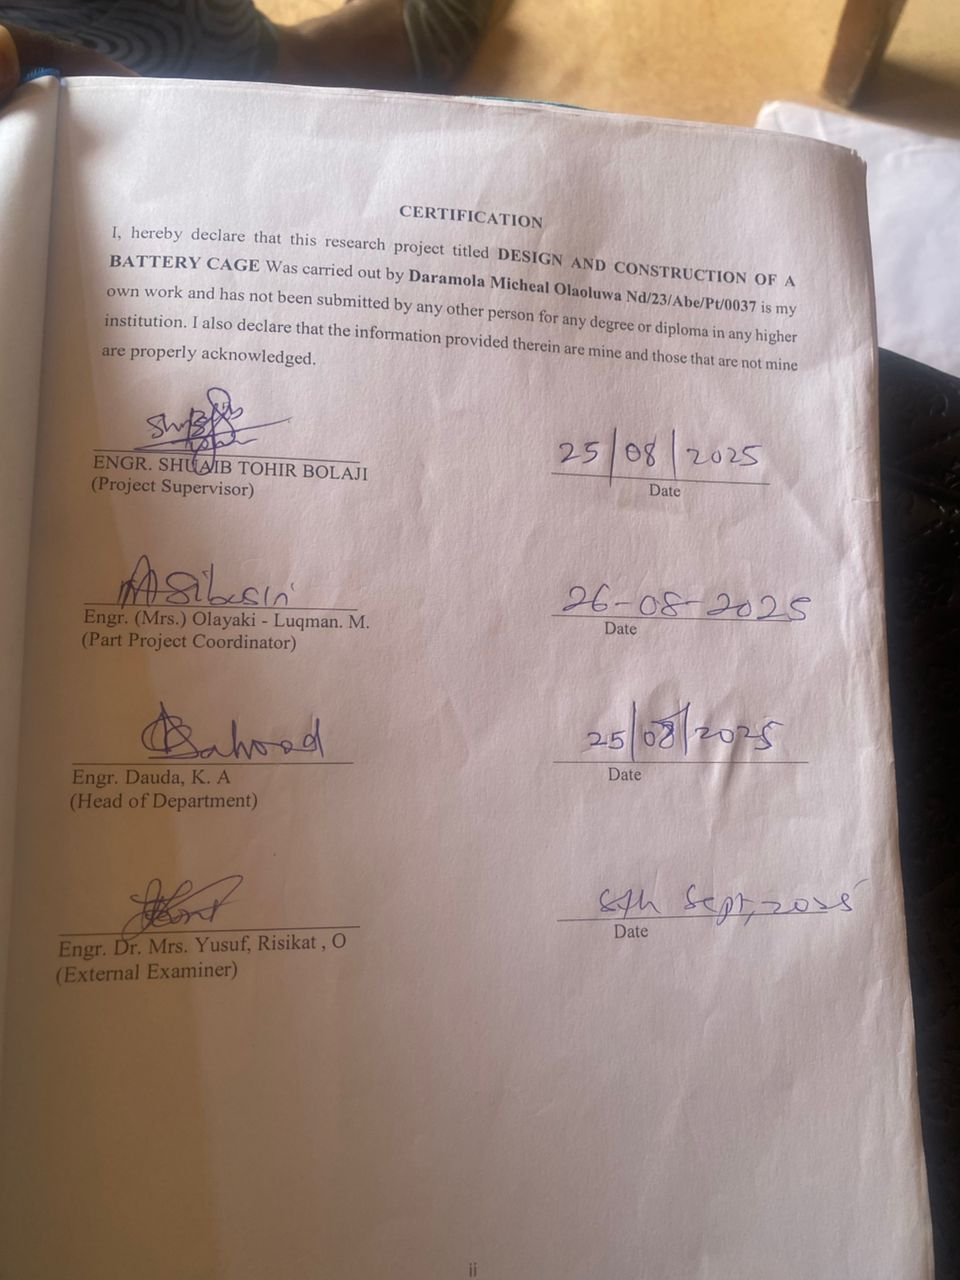 CERTIFICATION
I, hereby declare that this research project titled DESIGN AND CONSTRUCTION OF A
BATTERY CAGE Was carried out by Daramola Micheal Olaoluwa Nd/23/Abe/Pt/0037 is my
own work and has not been submitted by any other person for any degree or diploma in any higher
institution. I also declare that the information provided therein are mine and those that are not mine
are properly acknowledged.
25/08/2025
ENGR. SHUAIB TOHIR BOLAJI
(Project Supervisor)
Date
26-08-2025
Engr. (Mrs.) Olayaki - Luqman. M.
(Part Project Coordinator)
Date
25/08/2025
Engr. Dauda, K. A
(Head of Department)
Date
Sept, 2025
Engr. Dr. Mrs. Yusuf, Risikat , O
(External Examiner)
Date
ii